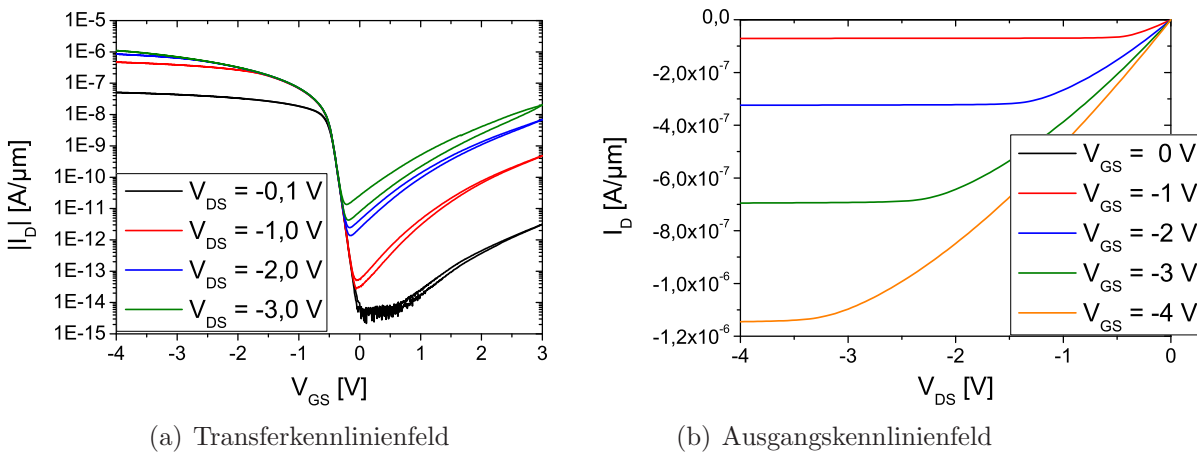 1E-5
1E-6
1E-7
1E-8
1E-9
1E-10
1E-11
1E-12
1E-13
1E-14
1E-15
|I_D| [A/µm]
V_DS = -0,1 V
V_DS = -1,0 V
V_DS = -2,0 V
V_DS = -3,0 V
-4 -3 -2 -1 0 1 2 3
V_GS [V]
(a) Transferkennlinienfeld
0,0
-2,0x10^-7
-4,0x10^-7
-6,0x10^-7
-8,0x10^-7
-1,0x10^-6
-1,2x10^-6
I_D [A/µm]
V_GS = 0 V
V_GS = -1 V
V_GS = -2 V
V_GS = -3 V
V_GS = -4 V
-4 -3 -2 -1 0
V_DS [V]
(b) Ausgangskennlinienfeld